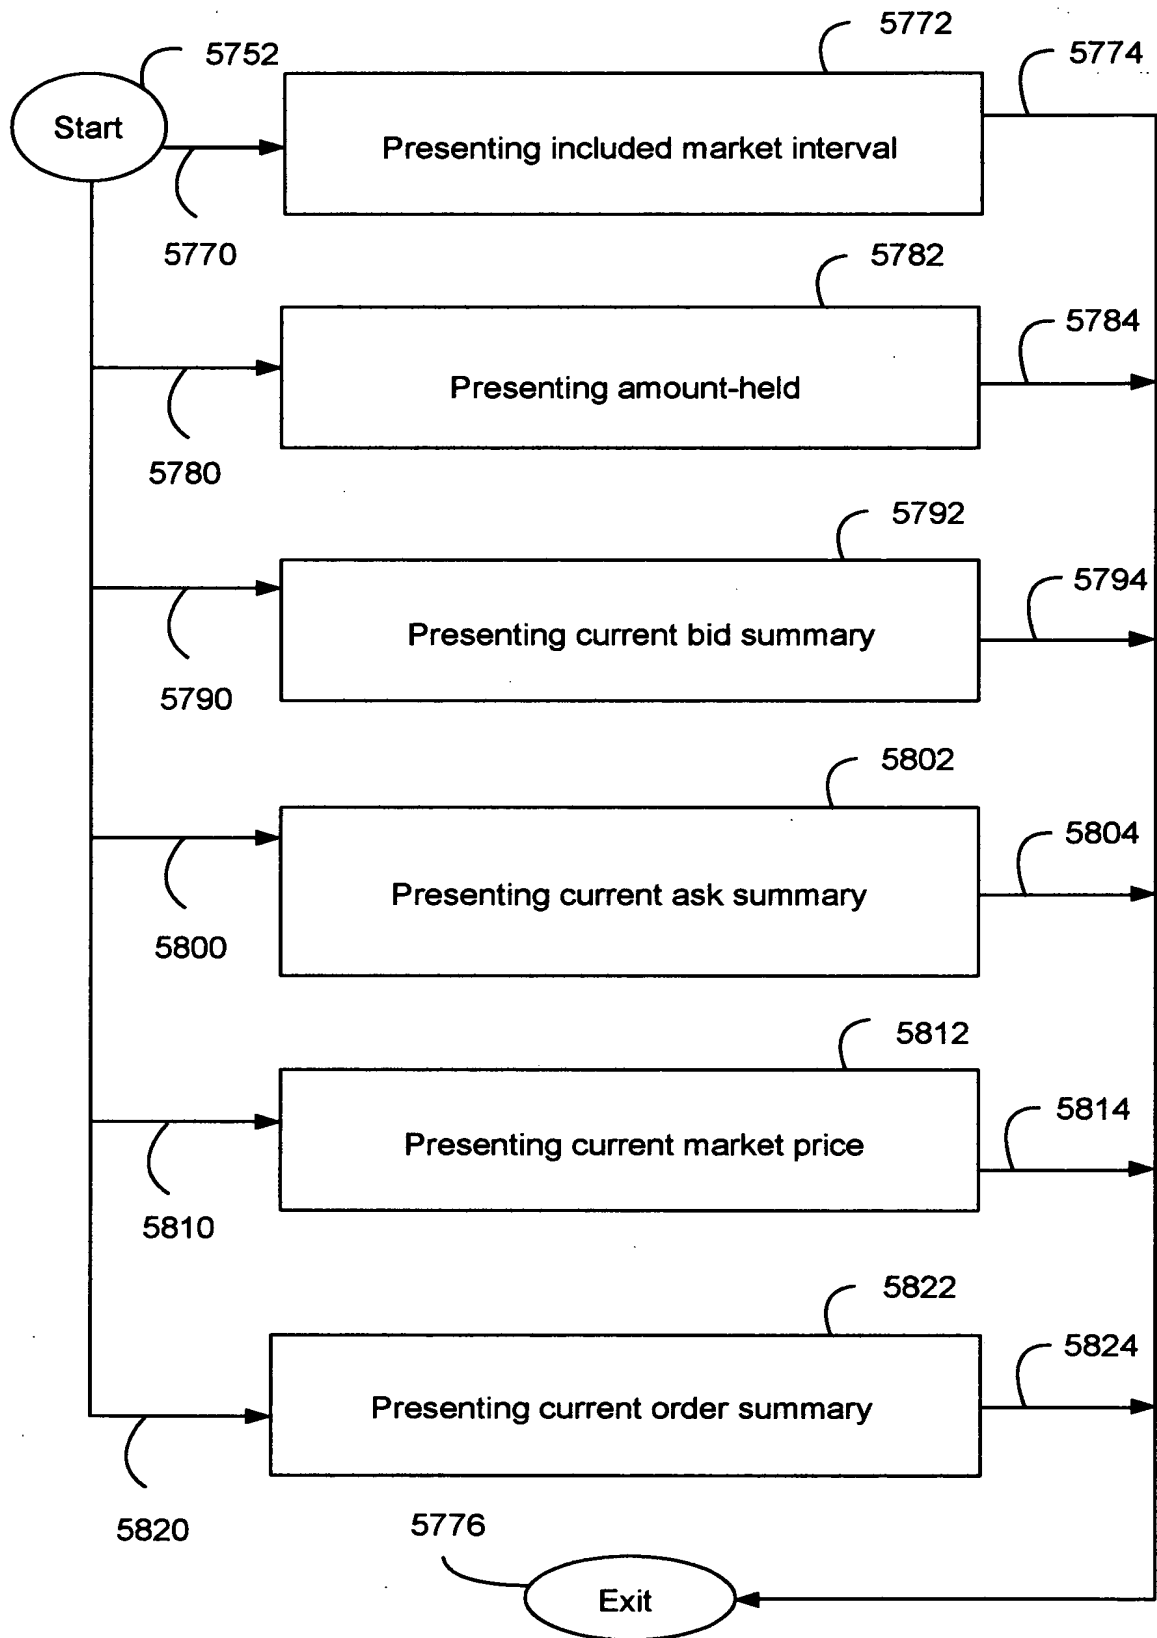 5772
5774
5752
Start
Presenting included market interval
5770
5782
5784
Presenting amount-held
5780
5792
5794
Presenting current bid summary
5790
5802
5804
Presenting current ask summary
5800
5812
5814
Presenting current market price
5810
5822
5824
Presenting current order summary
5820
5776
Exit